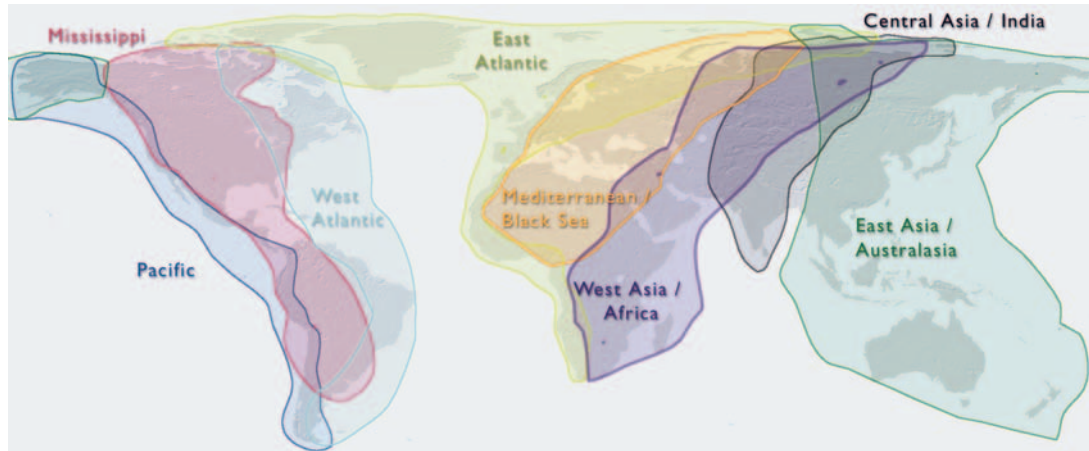 Central Asia / India
Mississippi
East
Atlantic
West
Atlantic
Mediterranean /
Black Sea
East Asia /
Australasia
Pacific
West Asia /
Africa